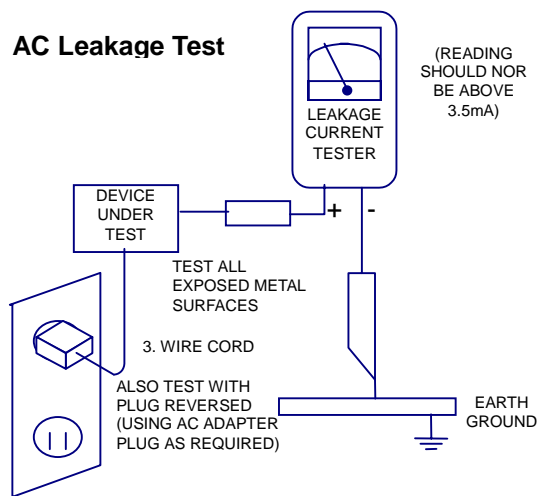 AC Leakage Test
(READING
SHOULD NOR
BE ABOVE
3.5mA)
LEAKAGE
CURRENT
TESTER
DEVICE
UNDER
TEST
+ -
TEST ALL
EXPOSED METAL
SURFACES
3. WIRE CORD
ALSO TEST WITH
PLUG REVERSED
(USING AC ADAPTER
PLUG AS REQUIRED)
EARTH
GROUND